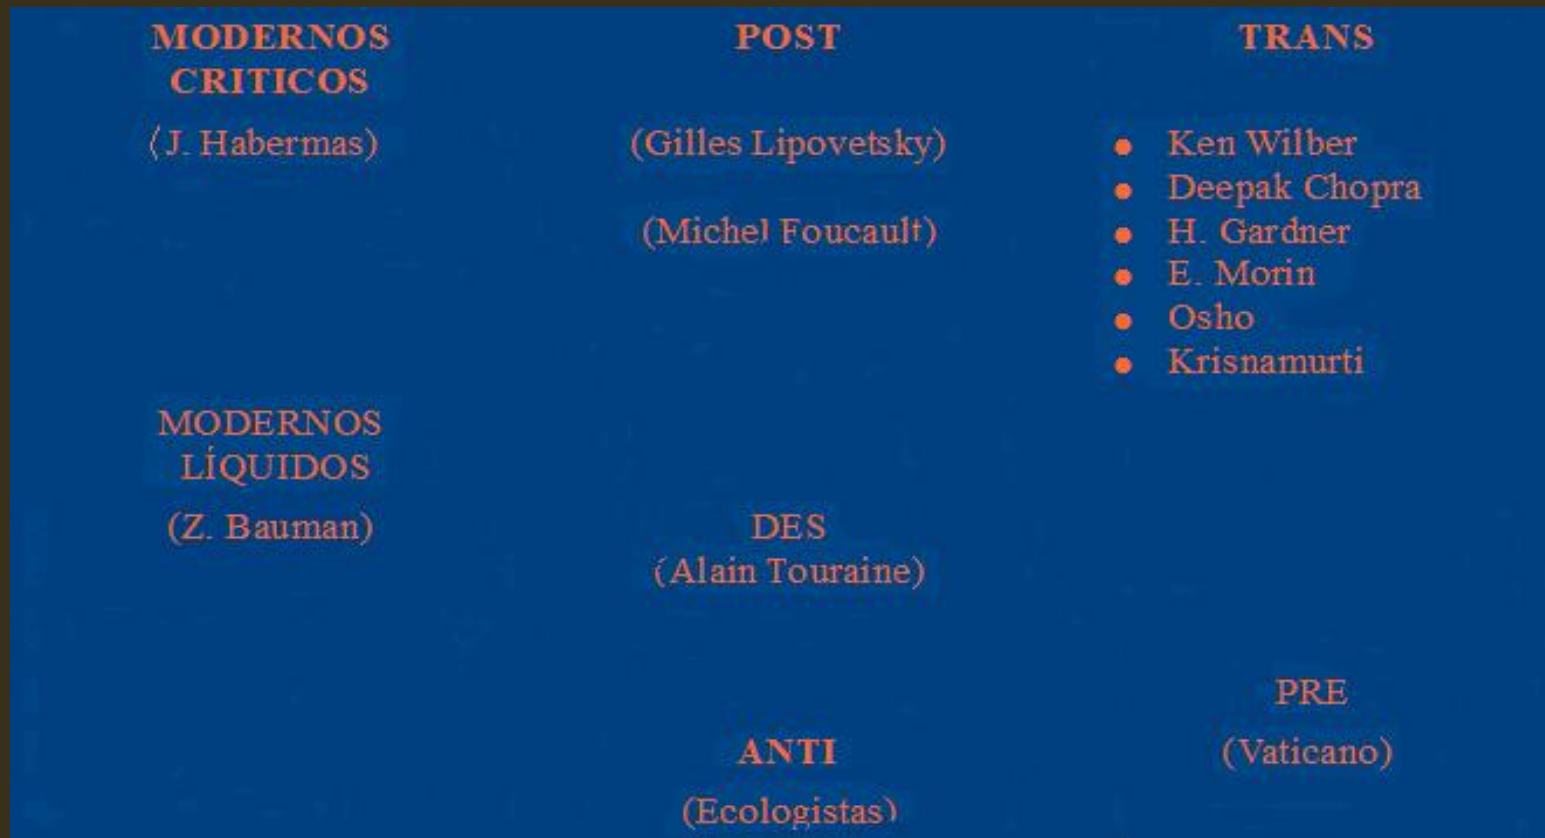 MODERNOS
CRITICOS
(J. Habermas)
MODERNOS
LÍQUIDOS
(Z. Bauman)
POST
(Gilles Lipovetsky)
(Michel Foucault)
DES
(Alain Touraine)
ANTI
(Ecologistas)
TRANS
• Ken Wilber
• Deepak Chopra
• H. Gardner
• E. Morin
• Osho
• Krisnamurti
PRE
(Vaticano)